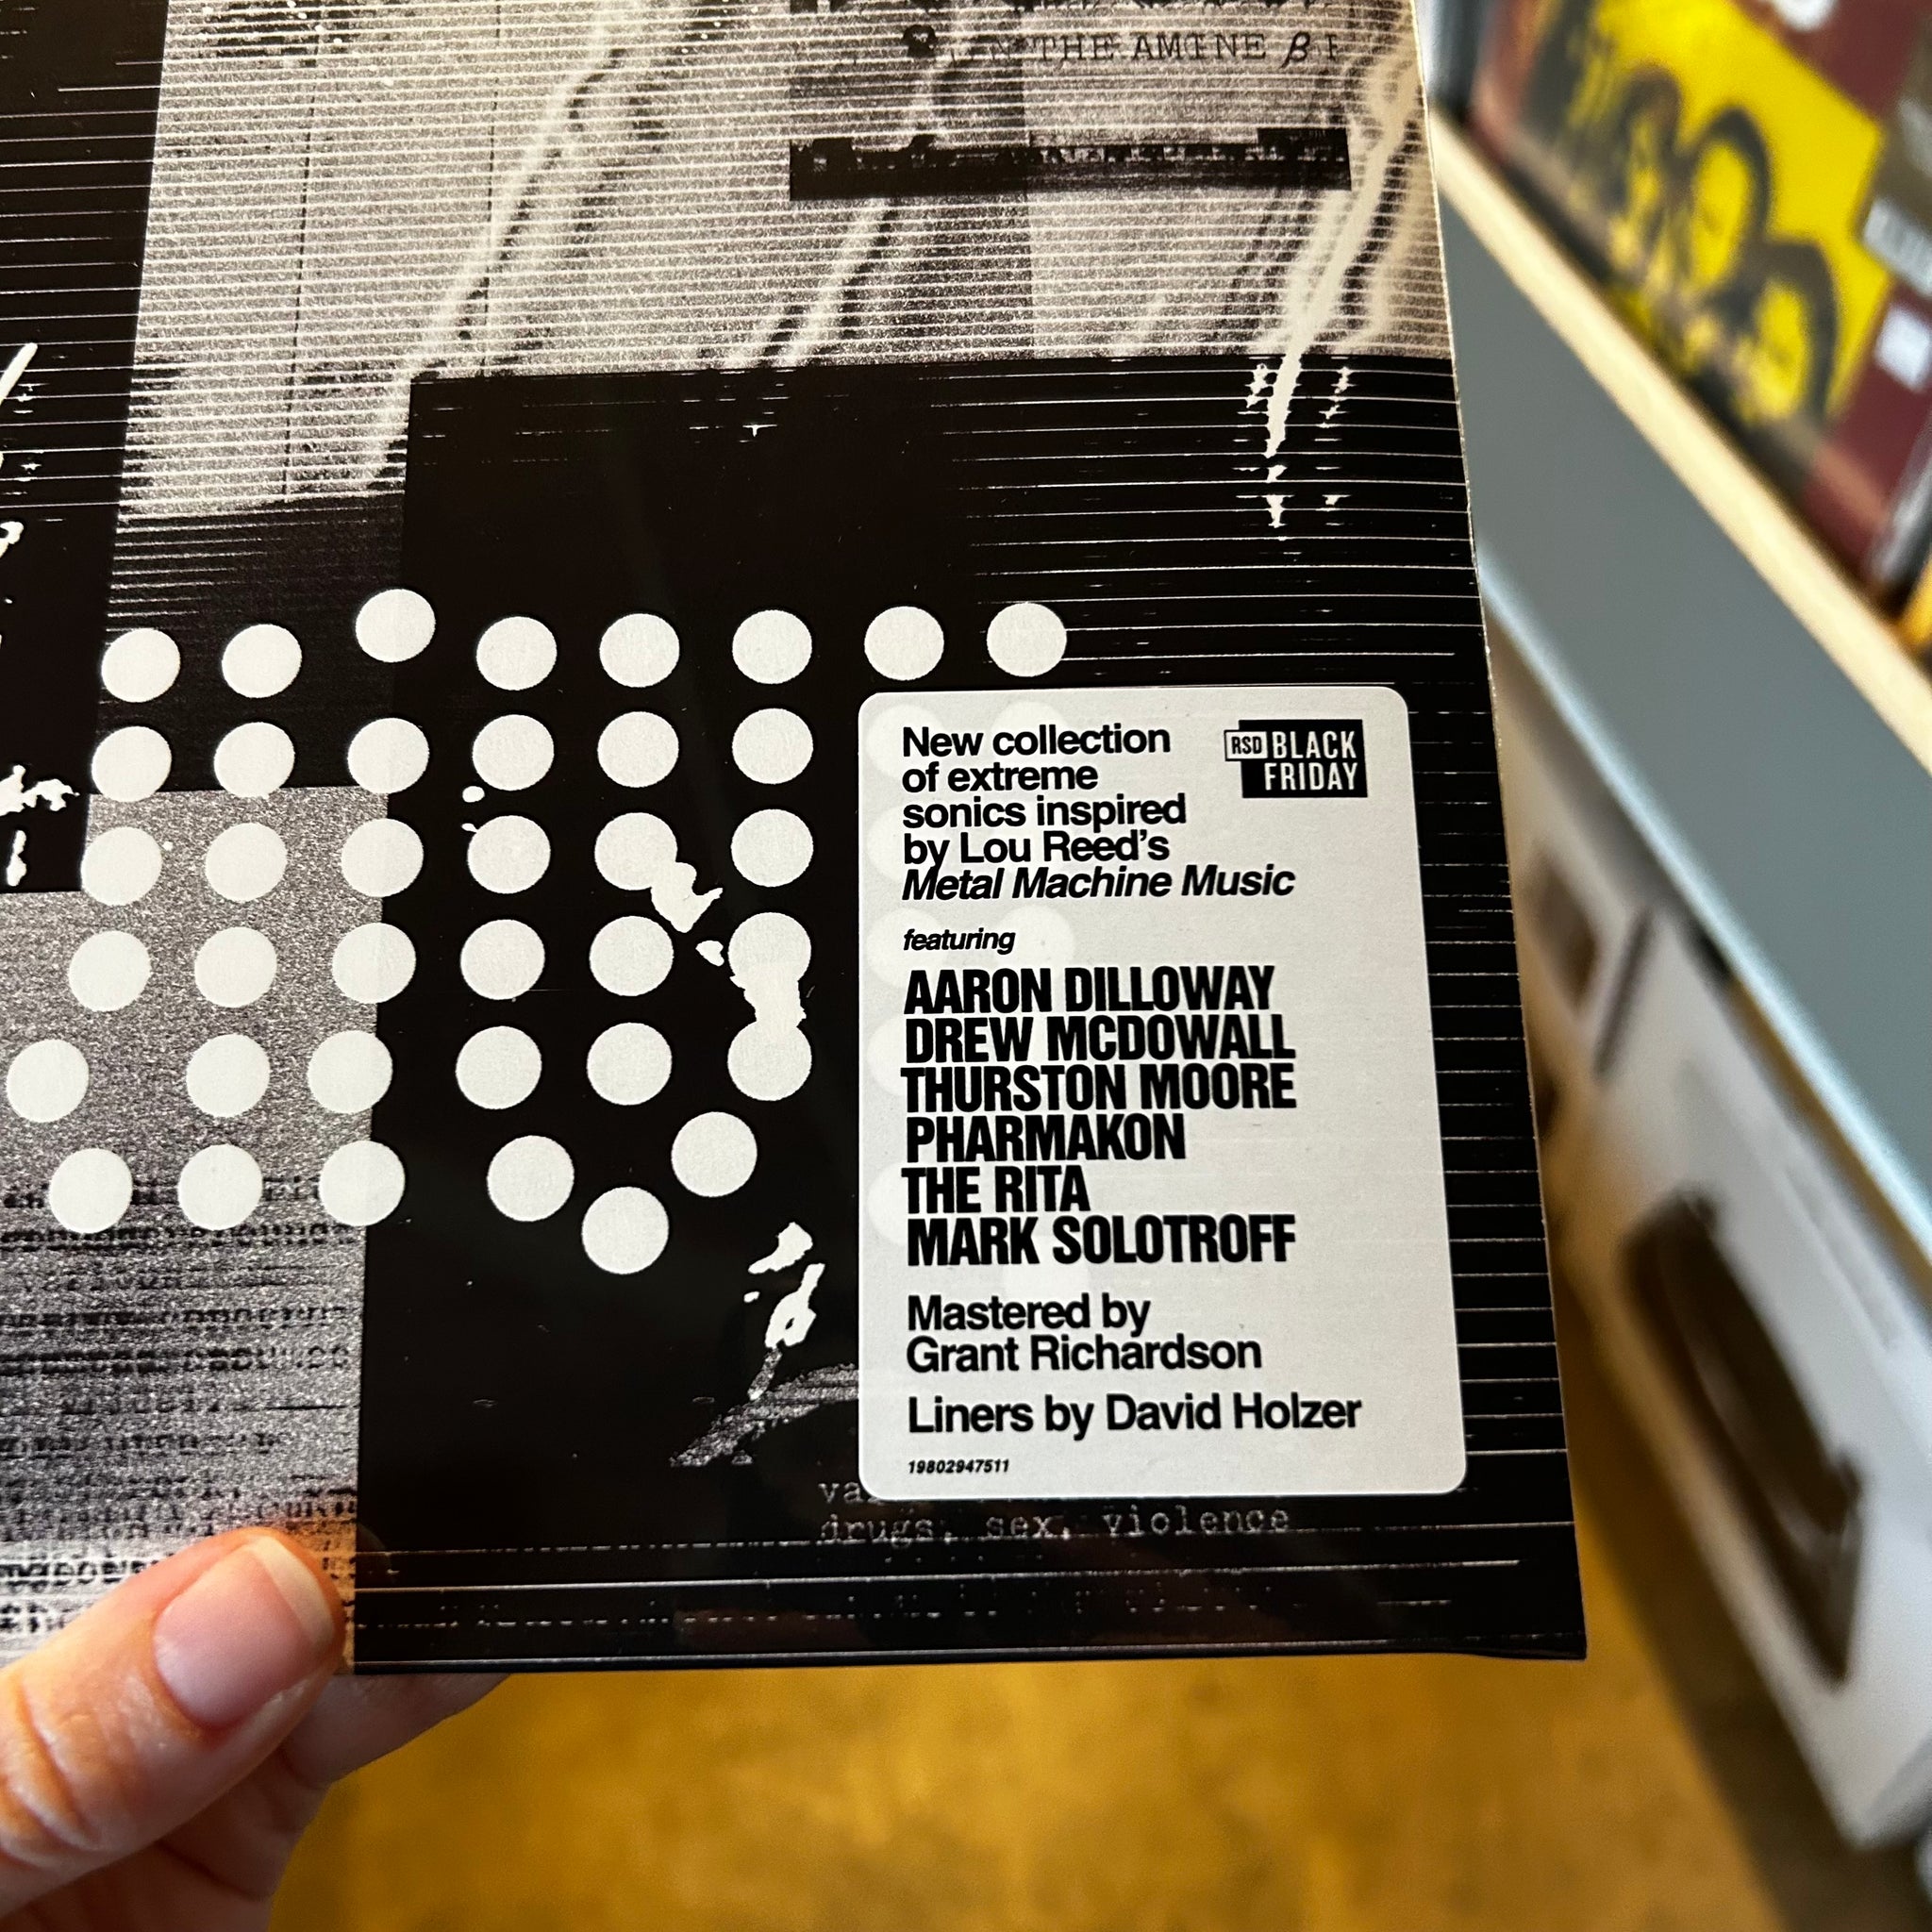 THE AMINE β
New collection
of extreme
sonics inspired
by Lou Reed's
Metal Machine Music
RSD BLACK
FRIDAY
featuring
AARON DILLOWAY
DREW MCDOWALL
THURSTON MOORE
PHARMAKON
THE RITA
MARK SOLOTROFF
Mastered by
Grant Richardson
Liners by David Holzer
19802947511
drugs, sex, violence